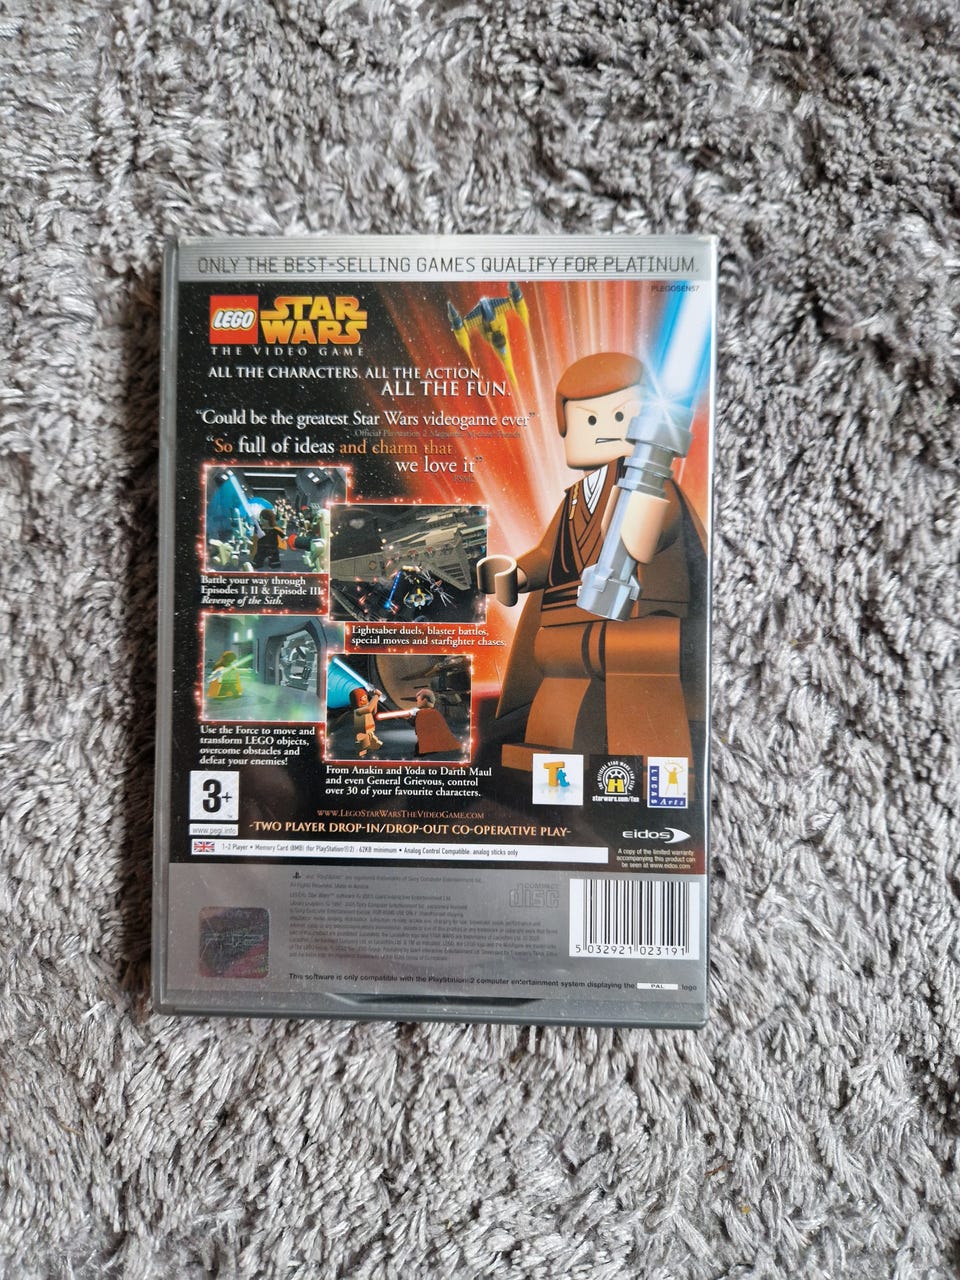 ONLY THE BEST-SELLING GAMES QUALIFY FOR PLATINUM.
PLEGOSEN57
LEGO STAR WARS
THE VIDEO GAME
ALL THE CHARACTERS. ALL THE ACTION.
ALL THE FUN.
"Could be the greatest Star Wars videogame ever"
"So full of ideas and charm that
we love it"
Battle your way through
Episodes I, II & Episode III:
Revenge of the Sith.
Lightsaber duels, blaster battles,
special moves and starfighter chases.
Use the Force to move and
transform LEGO objects,
overcome obstacles and
defeat your enemies!
From Anakin and Yoda to Darth Maul
and even General Grievous, control
over 30 of your favourite characters.
3+
www.pegi.info
Tt
starwars.com/fun
LUCAS Arts
www.LegoStarWarsTheVideoGame.com
-TWO PLAYER DROP-IN/DROP-OUT CO-OPERATIVE PLAY-
eidos
1-2 Player • Memory Card (8MB) (for PlayStation®2) : 62KB minimum • Analog Control Compatible: analog sticks only
A copy of the limited warranty
accompanying this product can
be seen at www.eidos.com
COMPACT disc
5 032921 023191
This software is only compatible with the PlayStation 2 computer entertainment system displaying the PAL logo